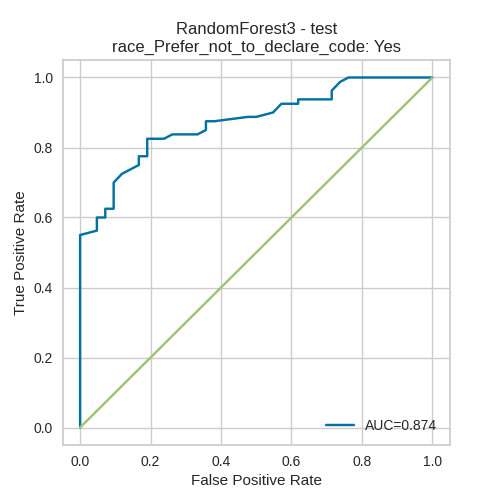 RandomForest3 - test
race_Prefer_not_to_declare_code: Yes
True Positive Rate
1.0
0.8
0.6
0.4
0.2
0.0
AUC=0.874
0.0 0.2 0.4 0.6 0.8 1.0
False Positive Rate